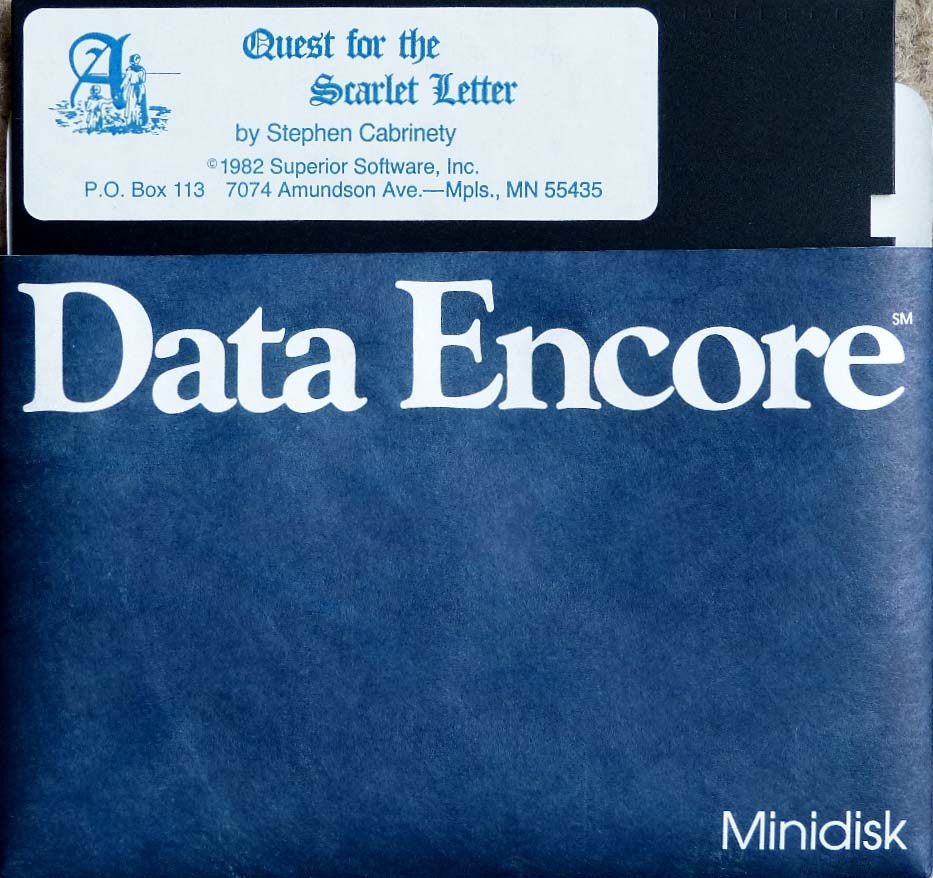 A
Quest for the
Scarlet Letter
by Stephen Cabrinety
©1982 Superior Software, Inc.
P.O. Box 113 7074 Amundson Ave.—Mpls., MN 55435
Data Encore SM
Minidisk